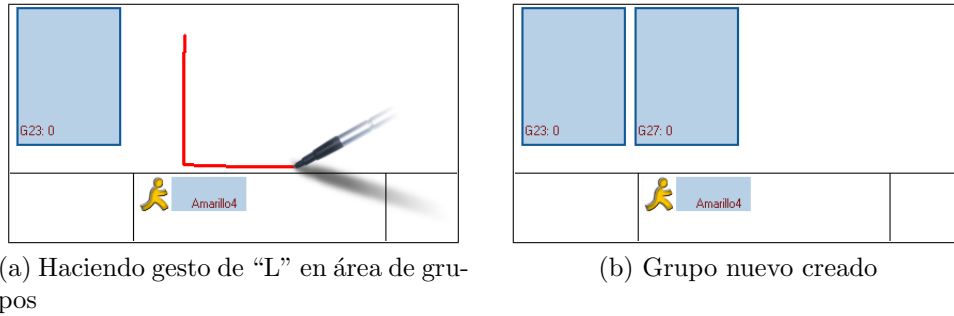 G23: 0
Amarillo4
(a) Haciendo gesto de “L” en área de gru-
pos
G23: 0
G27: 0
Amarillo4
(b) Grupo nuevo creado